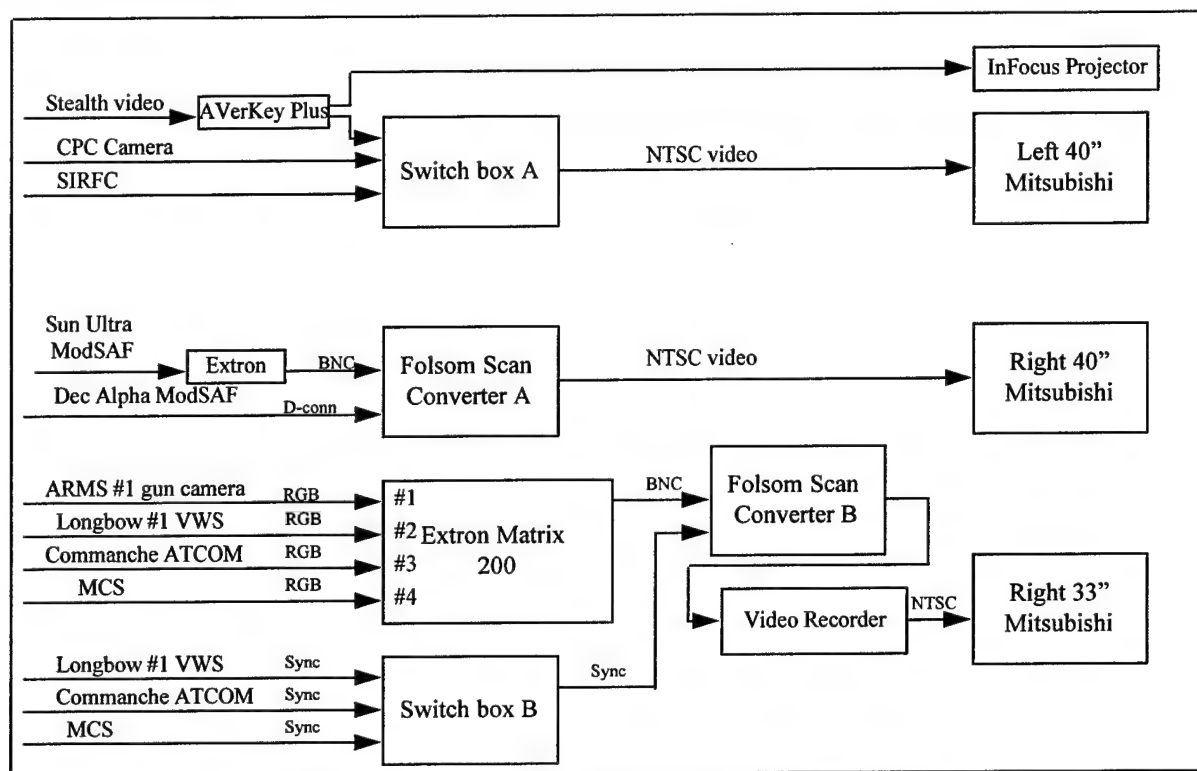 InFocus Projector
Stealth video
AVerKey Plus
CPC Camera
SIRFC
Switch box A
NTSC video
Left 40”
Mitsubishi
Sun Ultra
ModSAF
Extron
BNC
Dec Alpha ModSAF
D-conn
Folsom Scan
Converter A
NTSC video
Right 40”
Mitsubishi
ARMS #1 gun camera
RGB
Longbow #1 VWS
RGB
Commanche ATCOM
RGB
MCS
RGB
#1
#2
#3
#4
Extron Matrix
200
BNC
Folsom Scan
Converter B
Video Recorder
NTSC
Right 33”
Mitsubishi
Longbow #1 VWS
Sync
Commanche ATCOM
Sync
MCS
Sync
Switch box B
Sync